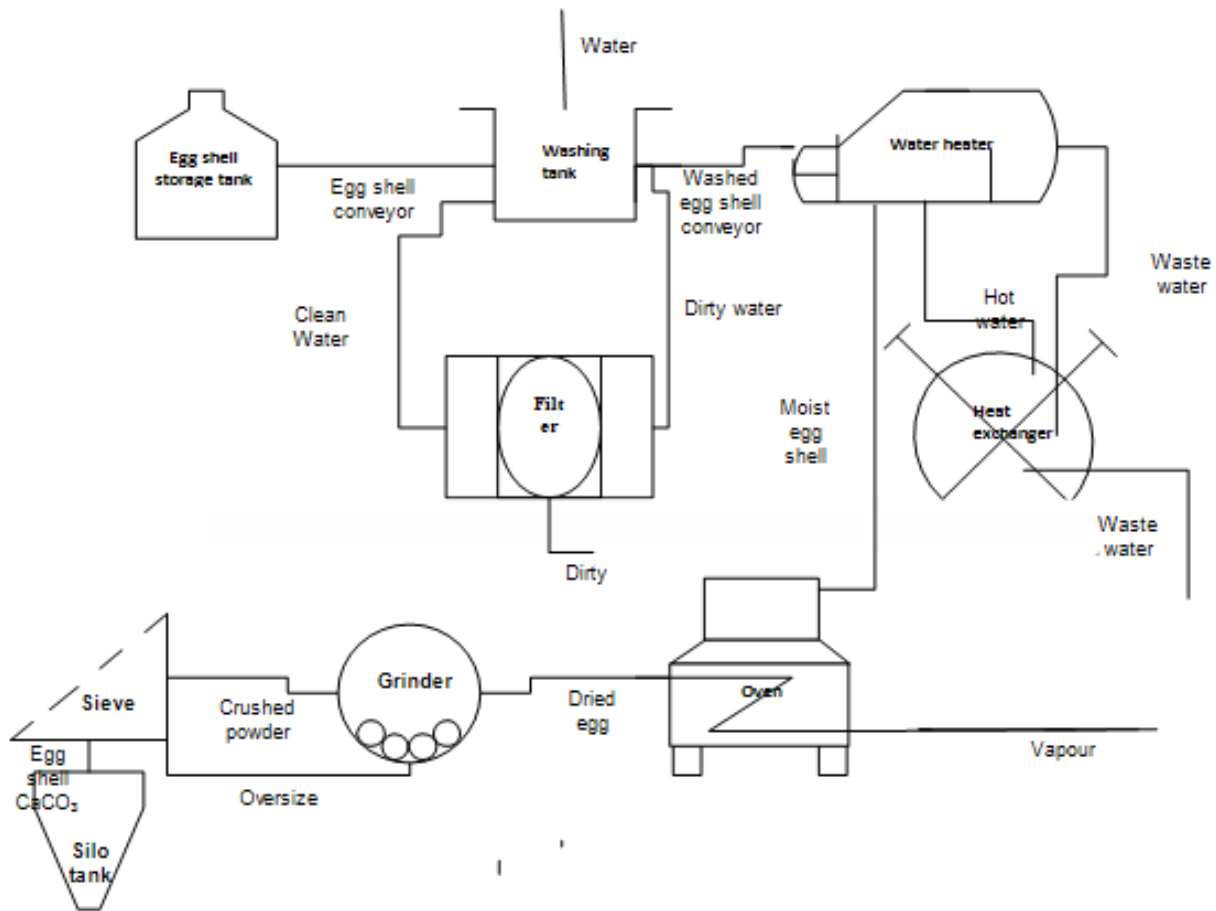 Water
Egg shell
storage tank
Washing
tank
Water heater
Egg shell
conveyor
Washed
egg shell
conveyor
Waste
water
Clean
Water
Dirty water
Hot
water
Filt
er
Moist
egg
shell
Heat
exchanger
Waste
water
Dirty
Sieve
Grinder
Oven
Crushed
powder
Dried
egg
Vapour
Egg
shell
CaCO₃
Oversize
Silo
tank